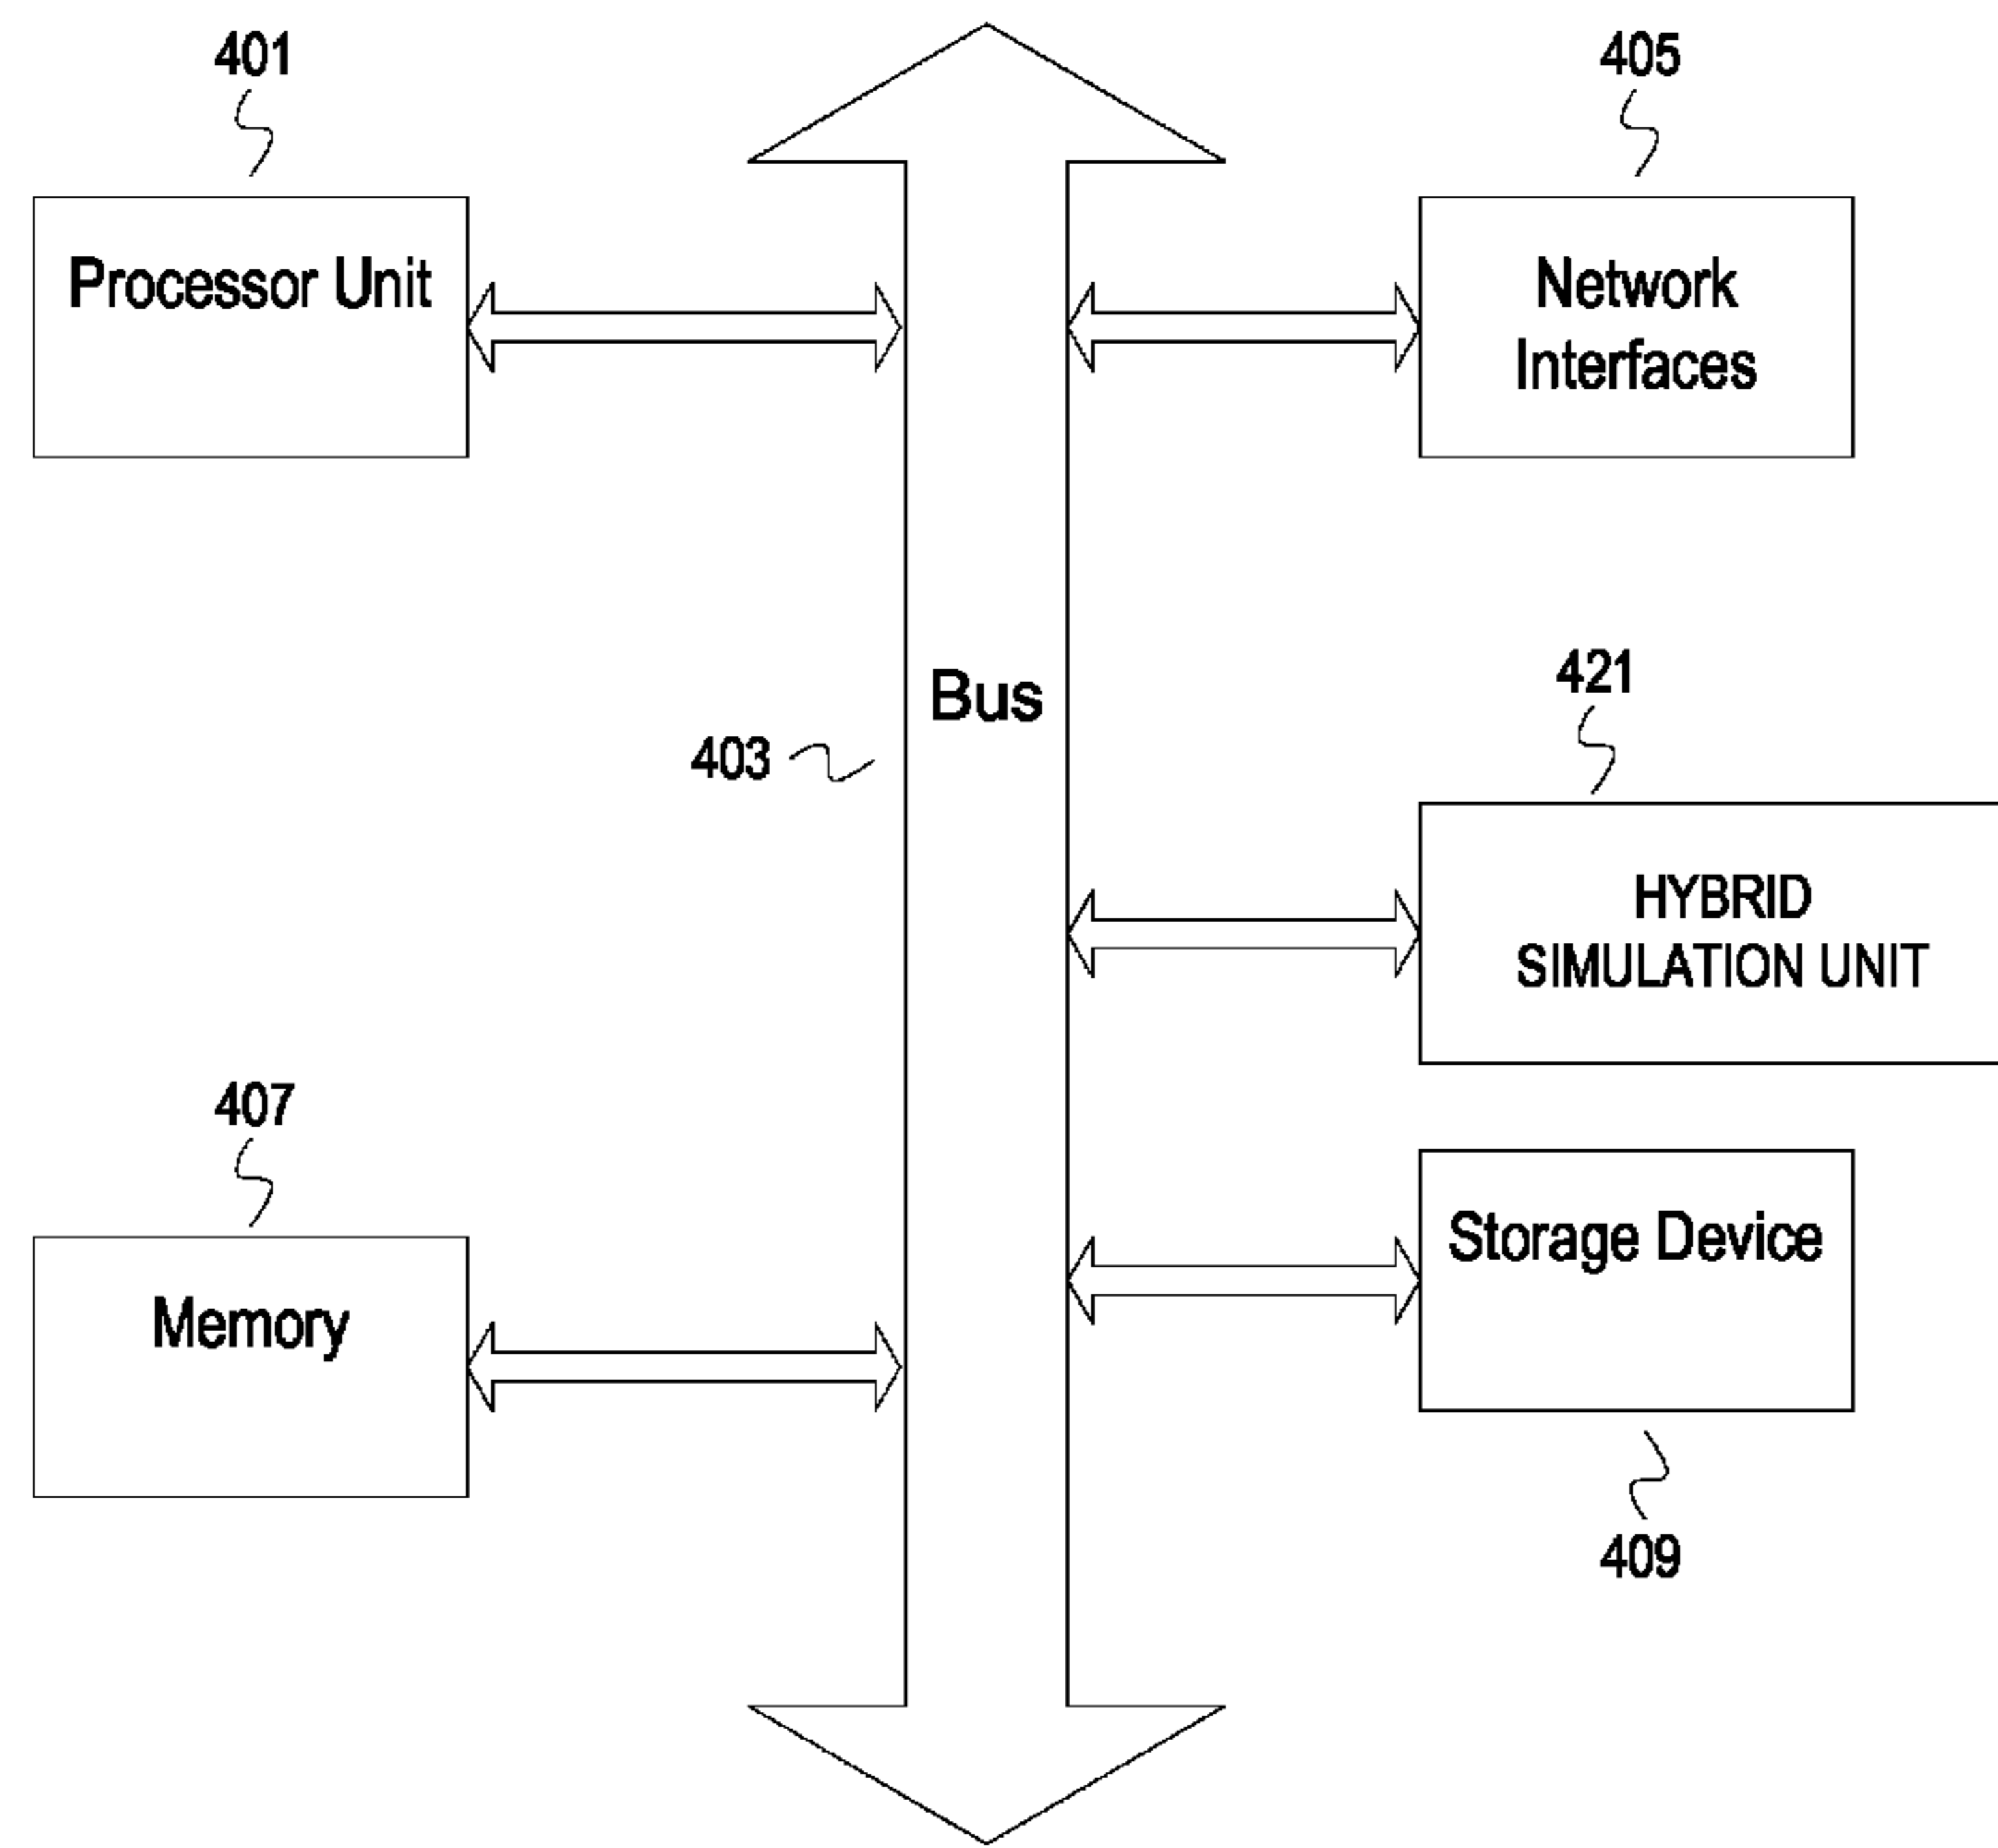 401
405
Processor Unit
Network
Interfaces
421
Bus
403
HYBRID
SIMULATION UNIT
407
Storage Device
Memory
409